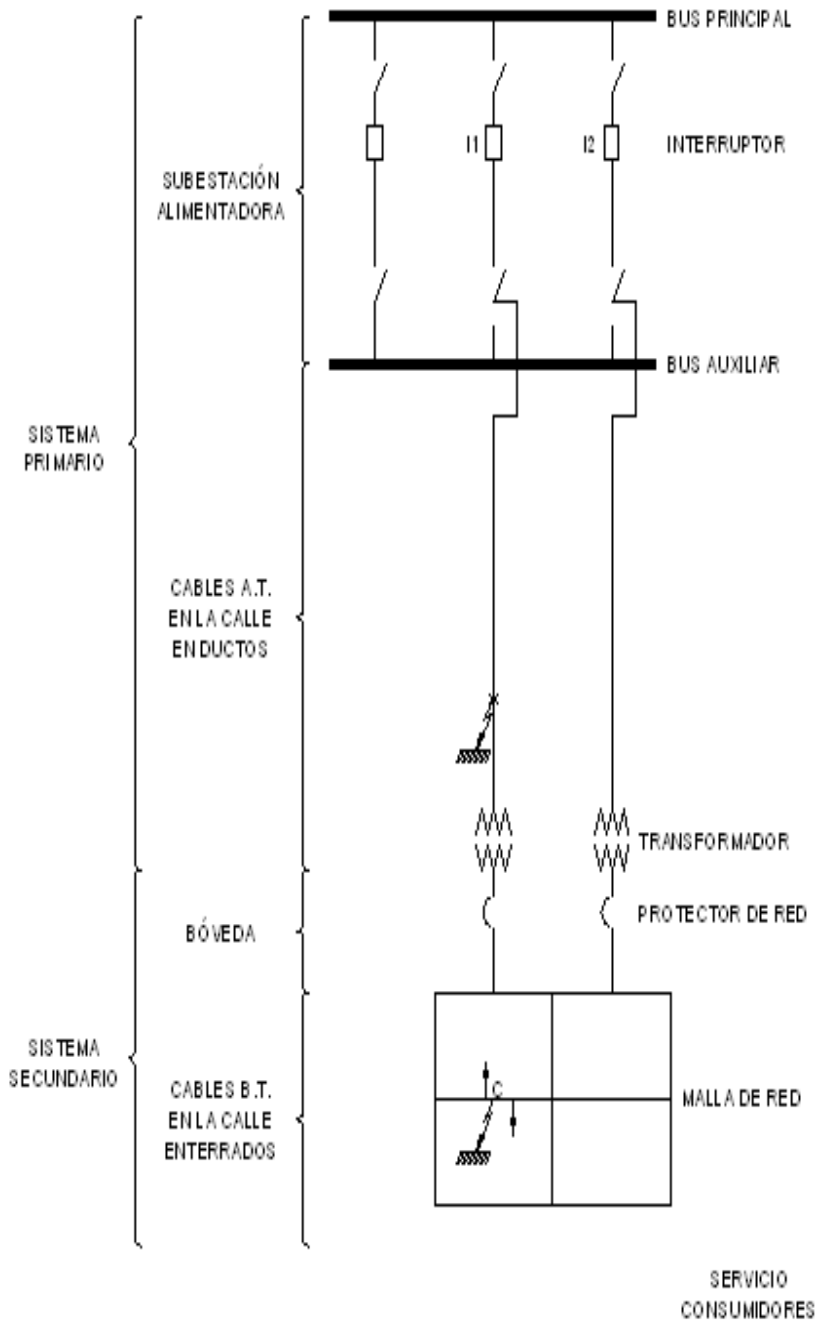 BUS PRINCIPAL
I1
I2
INTERRUPTOR
SUBESTACIÓN
ALIMENTADORA
BUS AUXILIAR
SISTEMA
PRIMARIO
CABLES A.T.
EN LA CALLE
EN DUCTOS
TRANSFORMADOR
PROTECTOR DE RED
BÓVEDA
SISTEMA
SECUNDARIO
CABLES B.T.
EN LA CALLE
ENTERRADOS
C
MALLA DE RED
SERVICIO
CONSUMIDORES